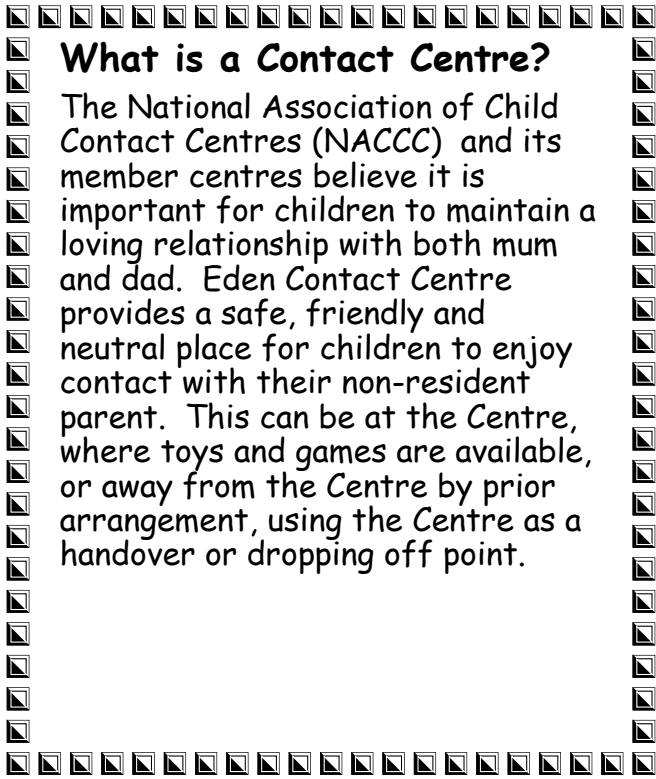 What is a Contact Centre?
The National Association of Child
Contact Centres (NACCC)  and its
member centres believe it is
important for children to maintain a
loving relationship with both mum
and dad.  Eden Contact Centre
provides a safe, friendly and
neutral place for children to enjoy
contact with their non-resident
parent.  This can be at the Centre,
where toys and games are available,
or away from the Centre by prior
arrangement, using the Centre as a
handover or dropping off point.